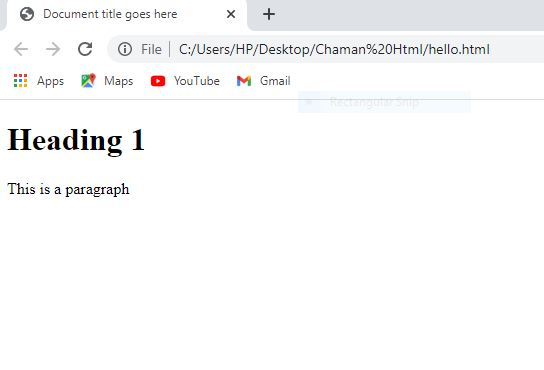 Document title goes here
File C:/Users/HP/Desktop/Chaman%20Html/hello.html
Apps Maps YouTube Gmail
Rectangular Snip
Heading 1
This is a paragraph